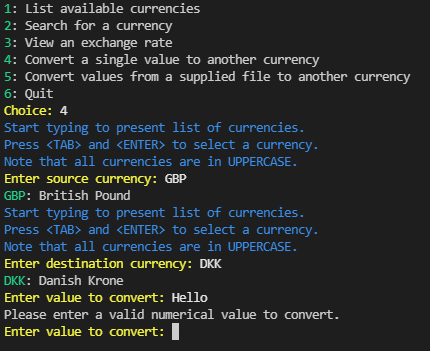 1: List available currencies
2: Search for a currency
3: View an exchange rate
4: Convert a single value to another currency
5: Convert values from a supplied file to another currency
6: Quit
Choice: 4
Start typing to present list of currencies.
Press <TAB> and <ENTER> to select a currency.
Note that all currencies are in UPPERCASE.
Enter source currency: GBP
GBP: British Pound
Start typing to present list of currencies.
Press <TAB> and <ENTER> to select a currency.
Note that all currencies are in UPPERCASE.
Enter destination currency: DKK
DKK: Danish Krone
Enter value to convert: Hello
Please enter a valid numerical value to convert.
Enter value to convert: